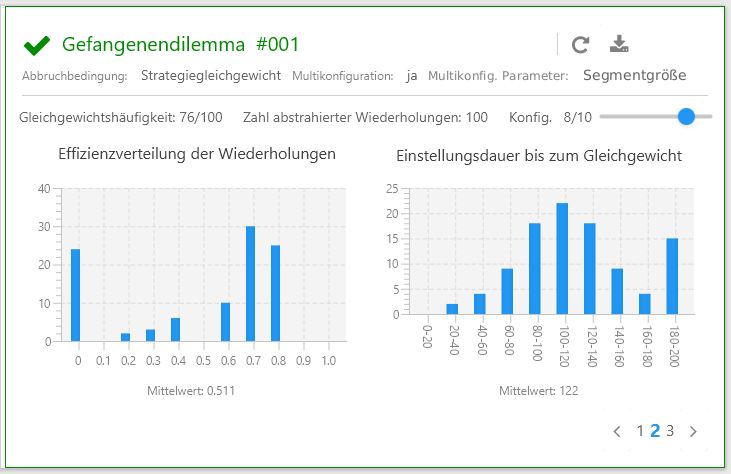 Gefangenendilemma #001
Abbruchbedingung: Strategiegleichgewicht Multikonfiguration: ja Multikonfig. Parameter: Segmentgröße
Gleichgewichtshäufigkeit: 76/100 Zahl abstrahierter Wiederholungen: 100 Konfig. 8/10
Effizienzverteilung der Wiederholungen
40
30
20
10
0
0 0.1 0.2 0.3 0.4 0.5 0.6 0.7 0.8 0.9 1.0
Mittelwert: 0.511
Einstellungsdauer bis zum Gleichgewicht
25
20
15
10
5
0
0-20 20-40 40-60 60-80 80-100 100-120 120-140 140-160 160-180 180-200
Mittelwert: 122
< 1 2 3 >